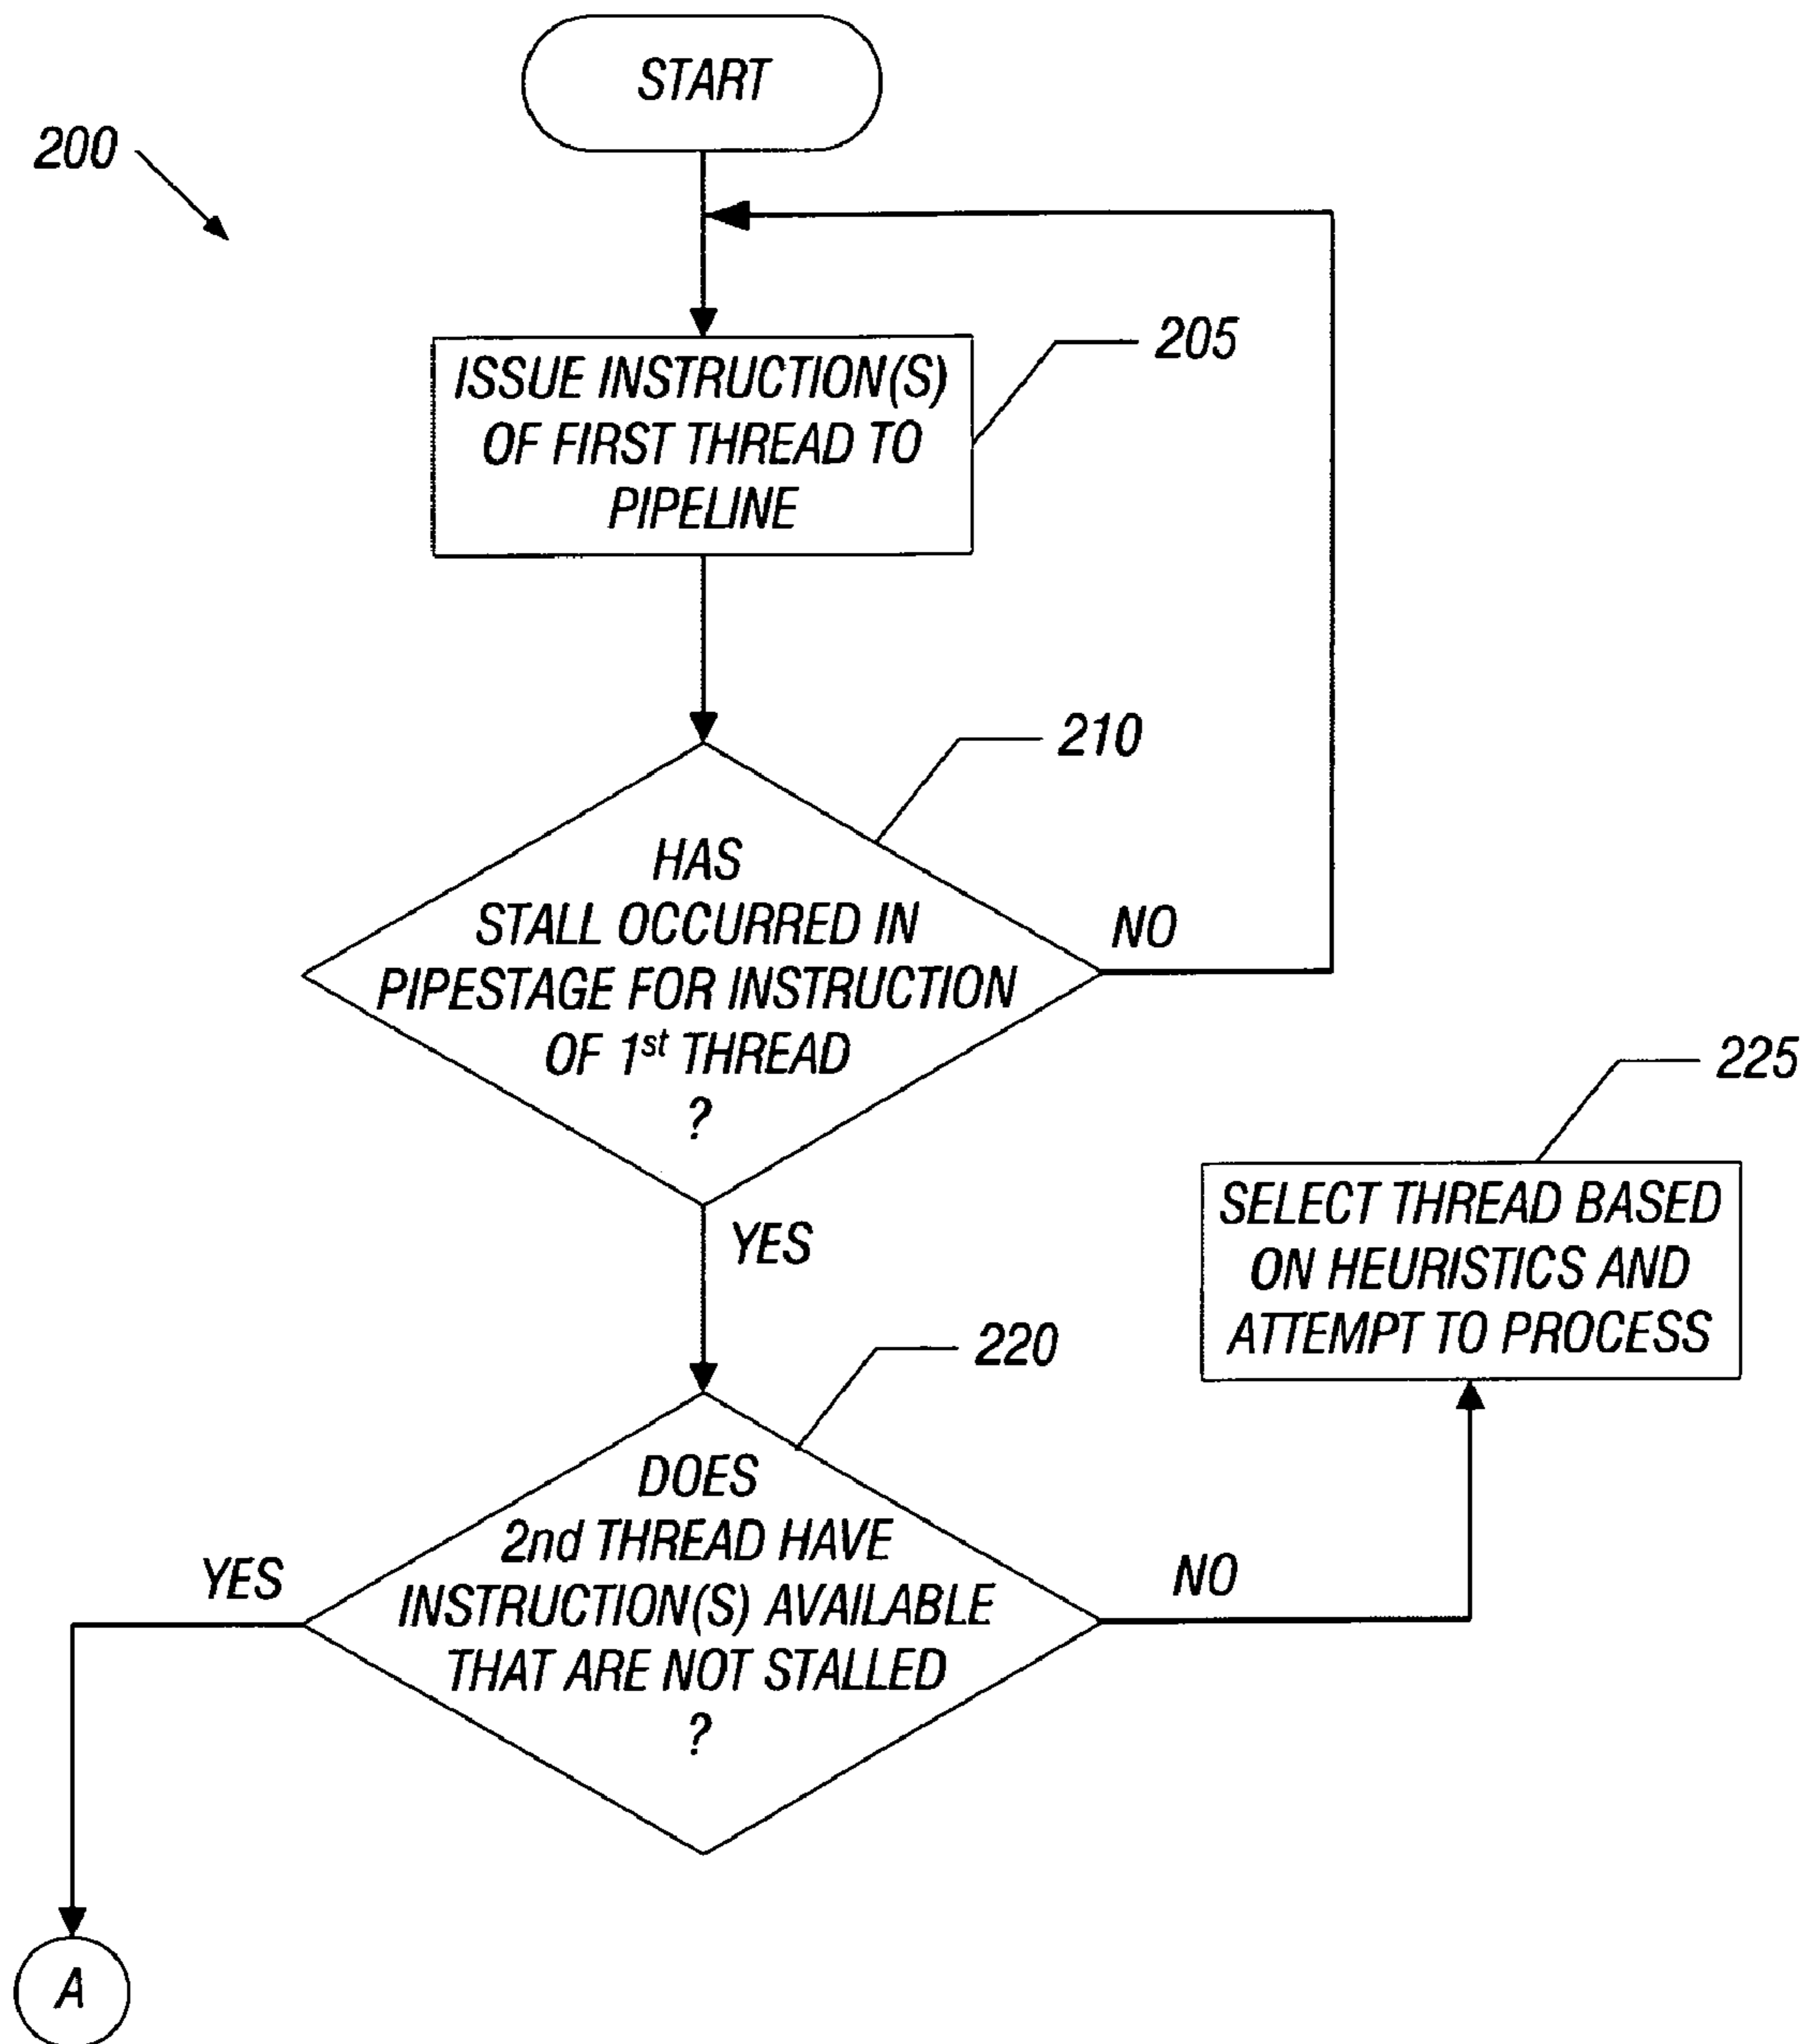 START
200
205
ISSUE INSTRUCTION(S)
OF FIRST THREAD TO
PIPELINE
210
HAS
STALL OCCURRED IN
PIPESTAGE FOR INSTRUCTION
OF 1st THREAD
?
NO
YES
225
SELECT THREAD BASED
ON HEURISTICS AND
ATTEMPT TO PROCESS
220
DOES
2nd THREAD HAVE
INSTRUCTION(S) AVAILABLE
THAT ARE NOT STALLED
?
YES
NO
A